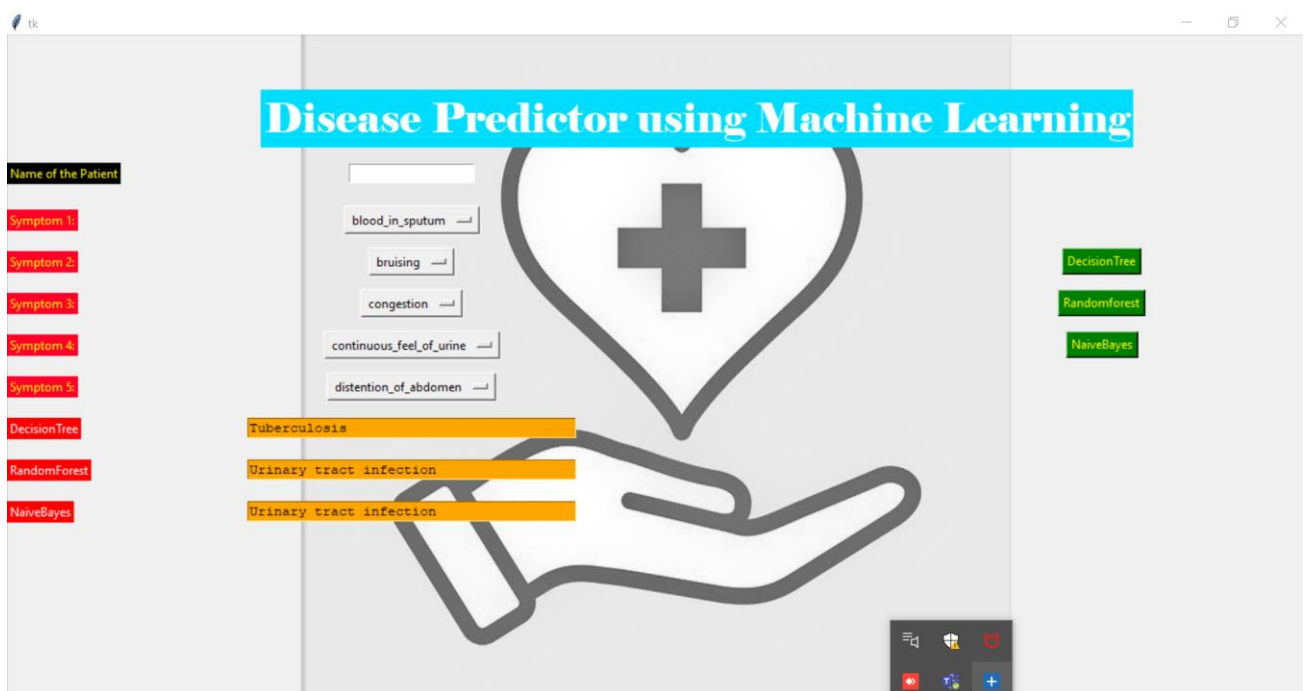 tk
Disease Predictor using Machine Learning
Name of the Patient
Symptom 1: blood_in_sputum
Symptom 2: bruising DecisionTree
Symptom 3: congestion Randomforest
Symptom 4: continuous_feel_of_urine NaiveBayes
Symptom 5: distention_of_abdomen
DecisionTree Tuberculosis
RandomForest Urinary tract infection
NaiveBayes Urinary tract infection